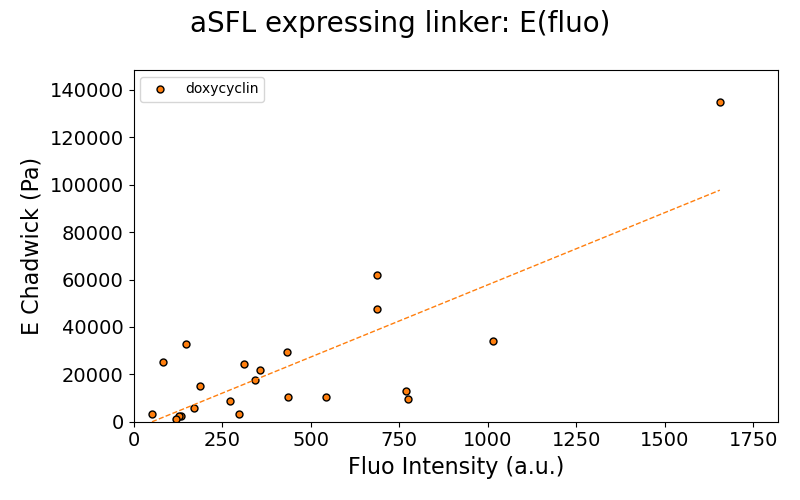 aSFL expressing linker: E(fluo)
doxycyclin
E Chadwick (Pa)
140000
120000
100000
80000
60000
40000
20000
0
0 250 500 750 1000 1250 1500 1750
Fluo Intensity (a.u.)